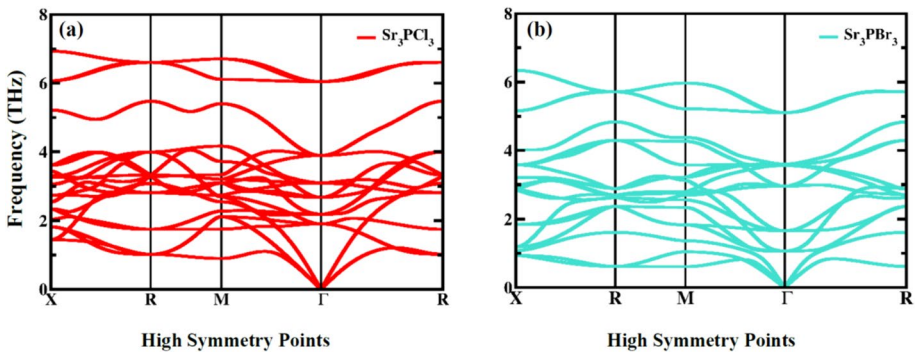 (a)
Sr₃PCl₃
8
6
4
2
0
Frequency (THz)
X R M Γ R
High Symmetry Points
(b)
Sr₃PBr₃
8
6
4
2
0
X R M Γ R
High Symmetry Points